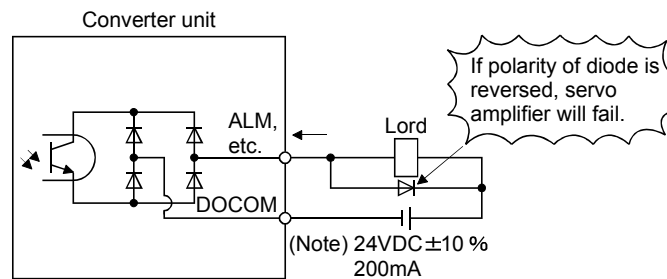 Converter unit
If polarity of diode is
reversed, servo
amplifier will fail.
ALM,
etc.
Lord
DOCOM
(Note) 24VDC±10 %
200mA